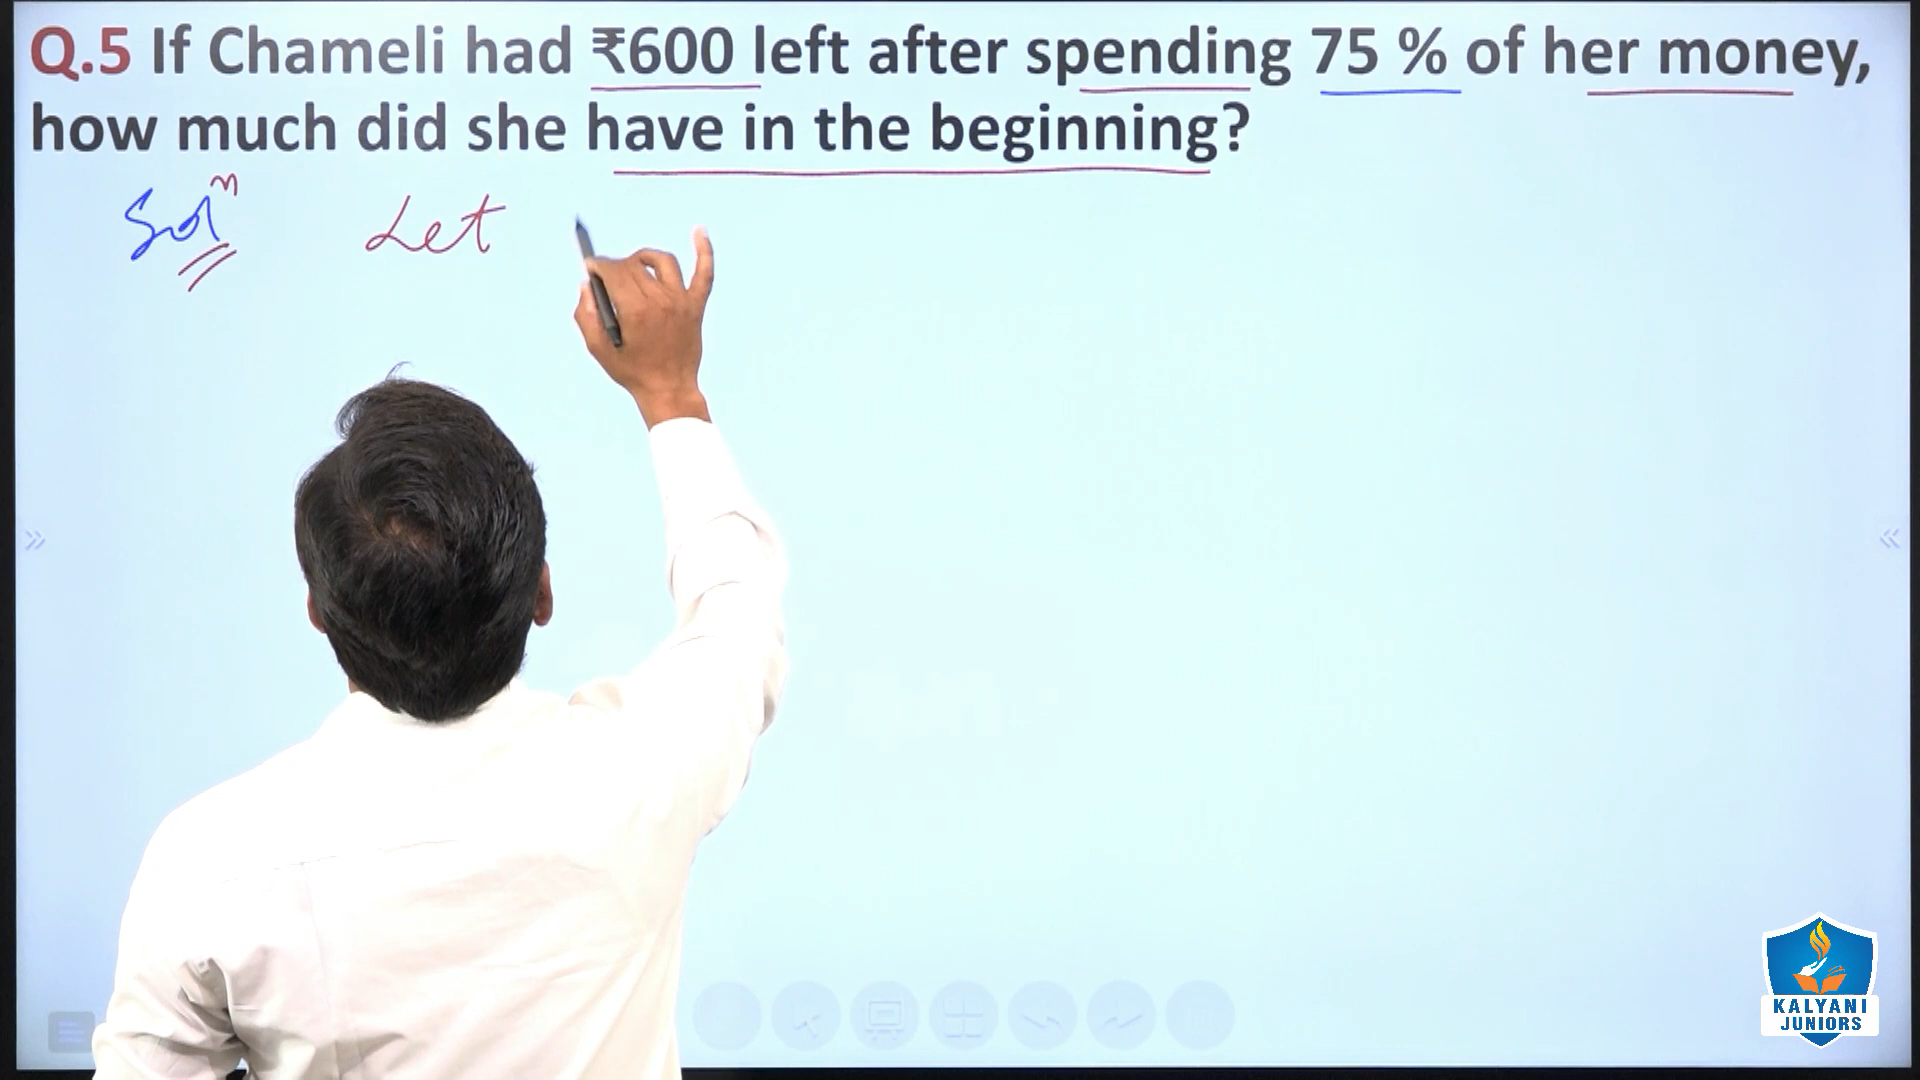 Q.5 If Chameli had ₹600 left after spending 75 % of her money,
how much did she have in the beginning?
Solⁿ Let
KALYANI
JUNIORS